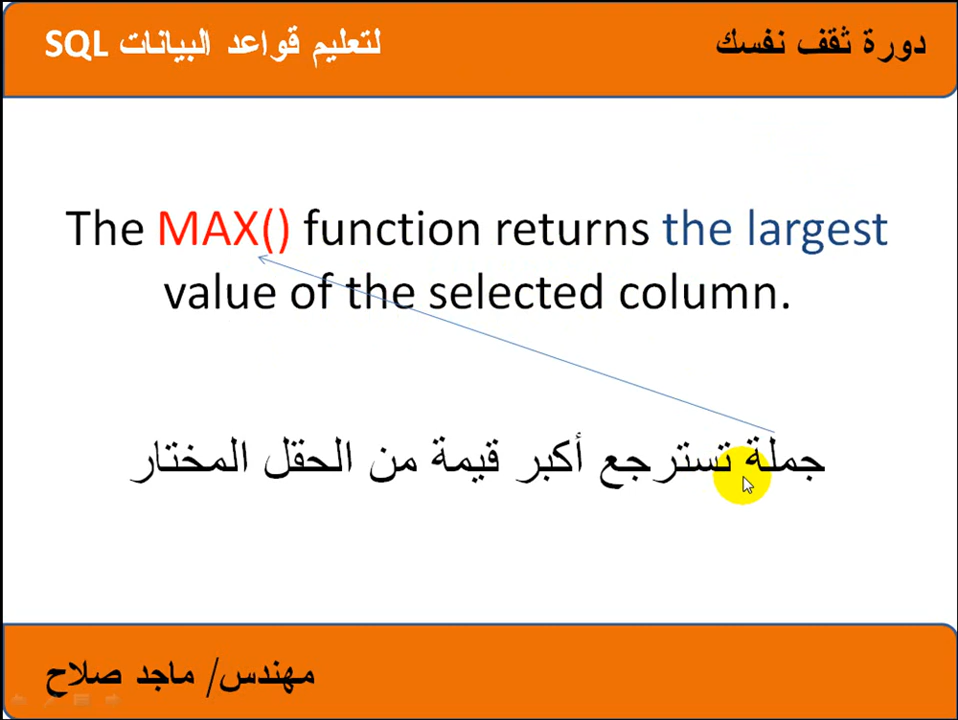 دورة ثقف نفسك
لتعليم قواعد البيانات SQL
The MAX() function returns the largest
value of the selected column.
جملة تسترجع أكبر قيمة من الحقل المختار
مهندس/ ماجد صلاح